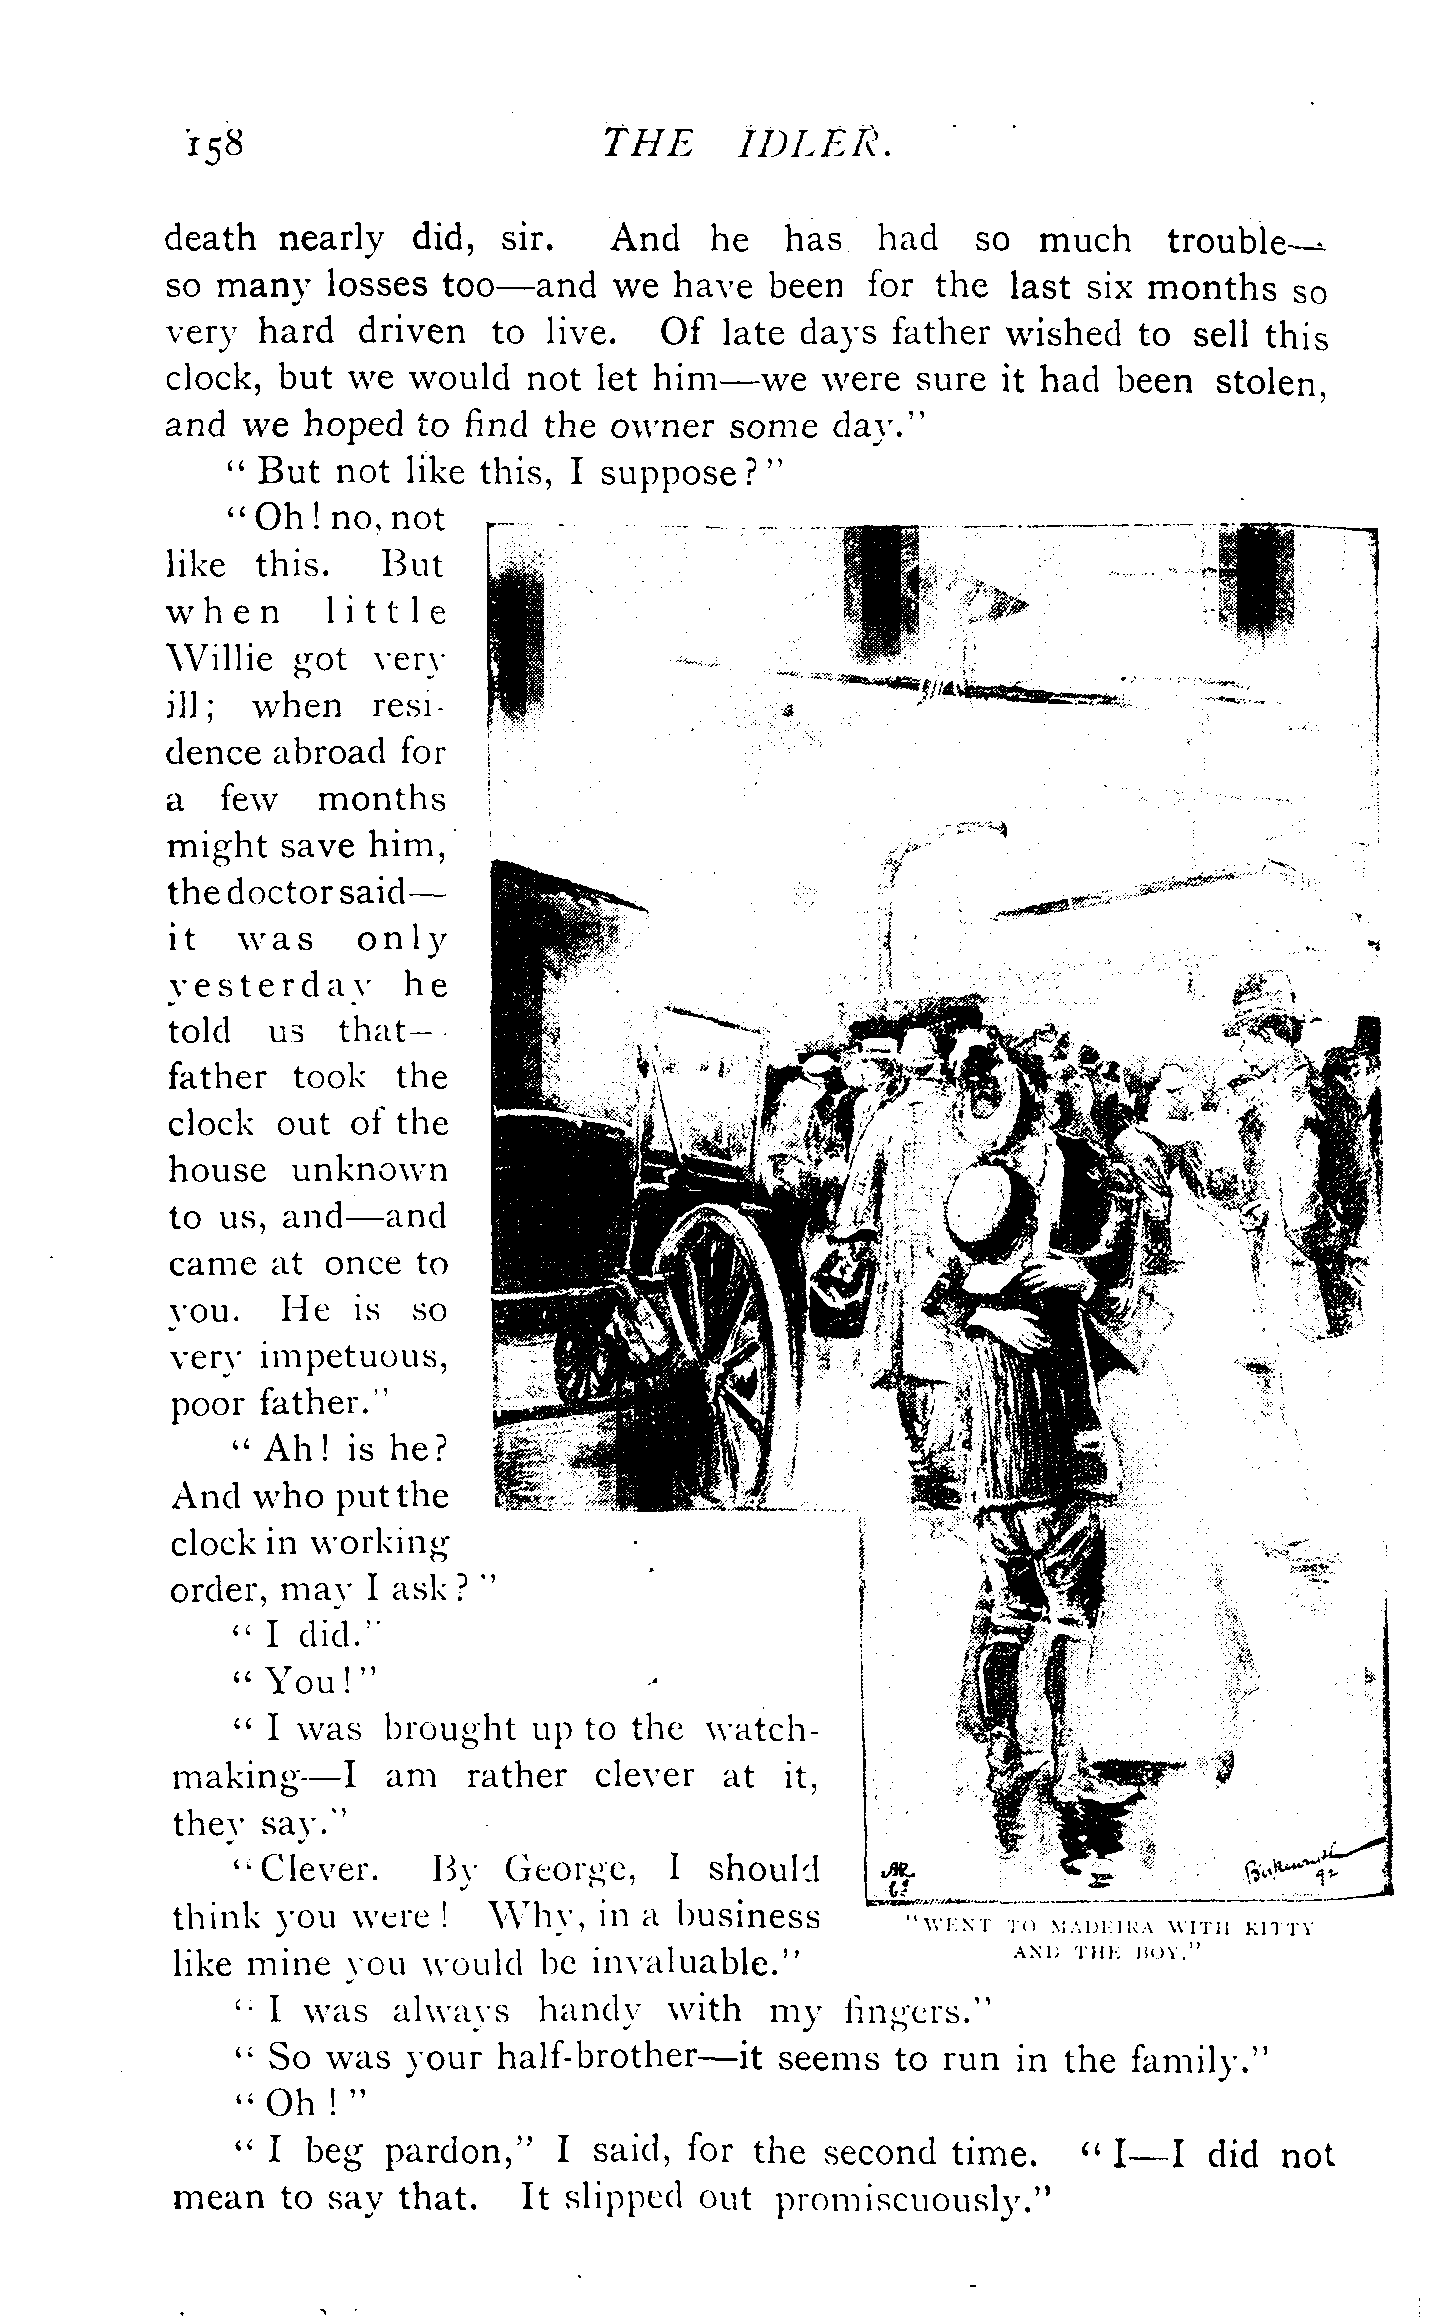 158 THE IDLER.
death nearly did, sir. And he has had so much trouble—
so many losses too—and we have been for the last six months so
very hard driven to live. Of late days father wished to sell this
clock, but we would not let him—we were sure it had been stolen,
and we hoped to find the owner some day."
" But not like this, I suppose?"
"Oh! no, not
like this. But
when little
Willie got very
ill; when resi-
dence abroad for
a few months
might save him,
the doctor said—
it was only
yesterday he
told us that—
father took the
clock out of the
house unknown
to us, and—and
came at once to
you. He is so
very impetuous,
poor father."
" Ah! is he?
And who put the
clock in working
order, may I ask?"
" I did."
" You!"
" I was brought up to the watch-
making—I am rather clever at it,
they say."
"Clever. By George, I should
think you were! Why, in a business
like mine you would be invaluable."
" I was always handy with my fingers."
" So was your half-brother—it seems to run in the family."
" Oh!"
" I beg pardon," I said, for the second time. " I—I did not
mean to say that. It slipped out promiscuously."
92
"WENT TO MADEIRA WITH KITTY
AND THE BOY."